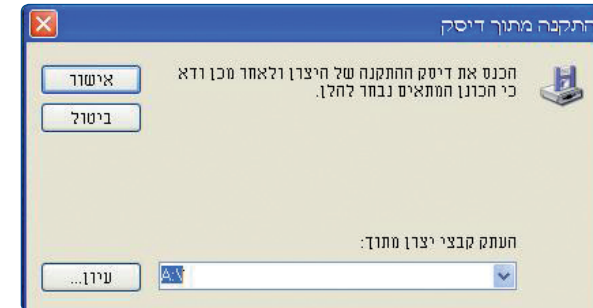 התקנה מתוך דיסק
הכנס את דיסק ההתקנה של היצרן ולאחר מכן ודא
כי הכונן המתאים נבחר להלן.
אישור
ביטול
העתק קבצי יצרן מתוך:
A:\
עיון...